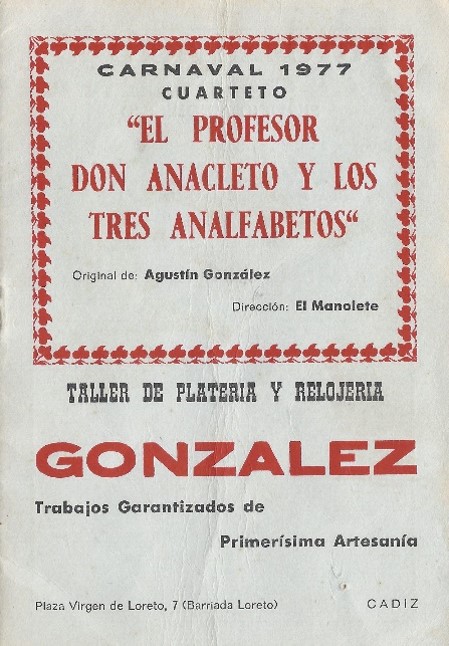 CARNAVAL 1977
CUARTETO
"EL PROFESOR
DON ANACLETO Y LOS
TRES ANALFABETOS"
Original de: Agustín González
Dirección: El Manolete
TALLER DE PLATERIA Y RELOJERIA
GONZALEZ
Trabajos Garantizados de
Primerísima Artesanía
Plaza Virgen de Loreto, 7 (Barriada Loreto) CADIZ